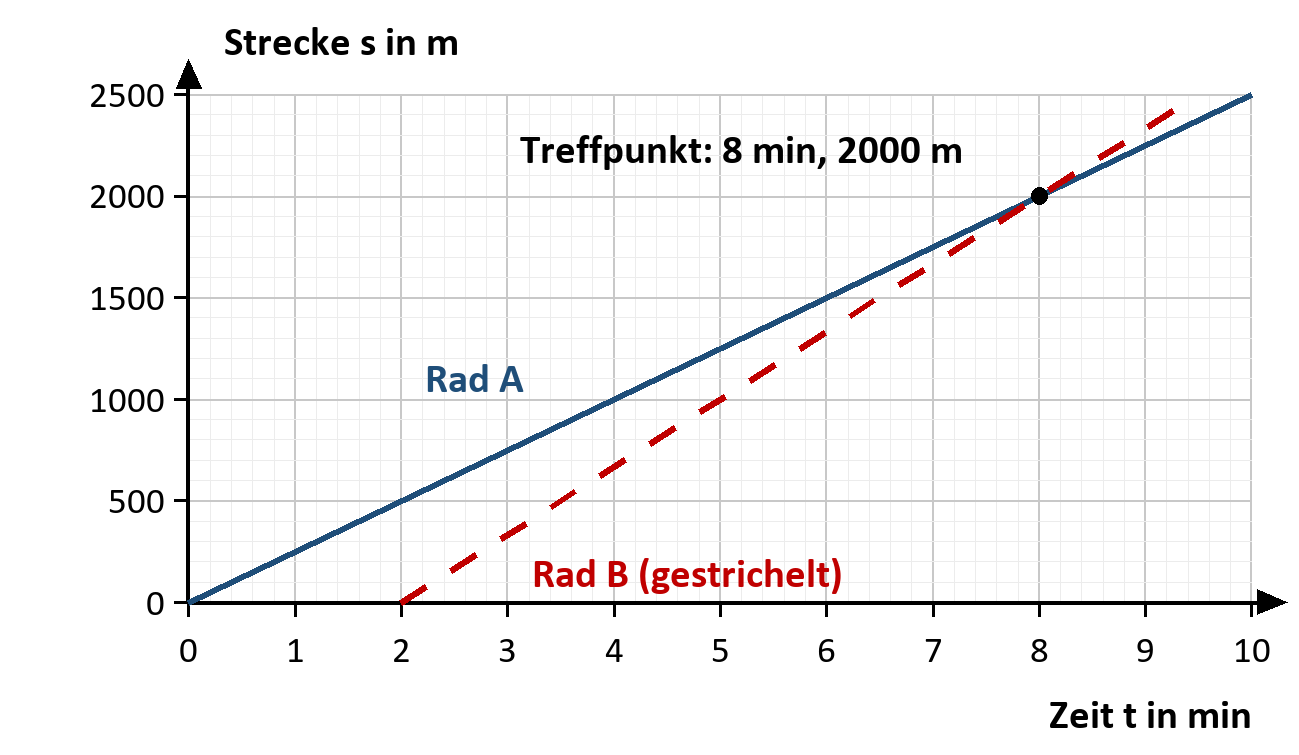 Strecke s in m
2500
Treffpunkt: 8 min, 2000 m
2000
1500
Rad A
1000
500
Rad B (gestrichelt)
0
0 1 2 3 4 5 6 7 8 9 10
Zeit t in min